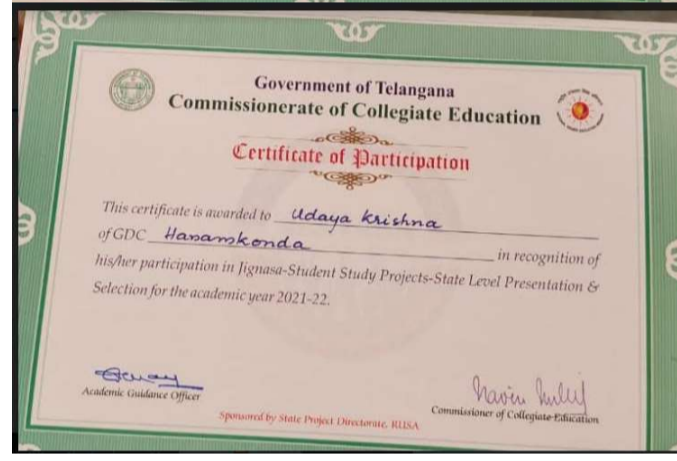 Government of Telangana
Commissionerate of Collegiate Education
Certificate of Participation
This certificate is awarded to Udaya Krishna
of GDC Hanamkonda in recognition of
his/her participation in Jignasa-Student Study Projects-State Level Presentation &
Selection for the academic year 2021-22.
Academic Guidance Officer
Commissioner of Collegiate Education
Sponsored by State Project Directorate, RUSA